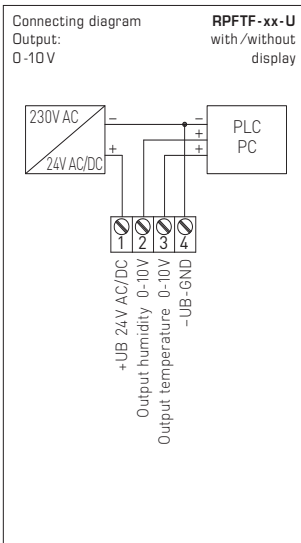 Connecting diagram
Output:
0-10 V
RPFTF-xx-U
with/without
display
230V AC
24V AC/DC
–
+
–
+
+
PLC
PC
1 2 3 4
+UB 24V AC/DC
Output humidity 0-10V
Output temperature 0-10V
–UB-GND